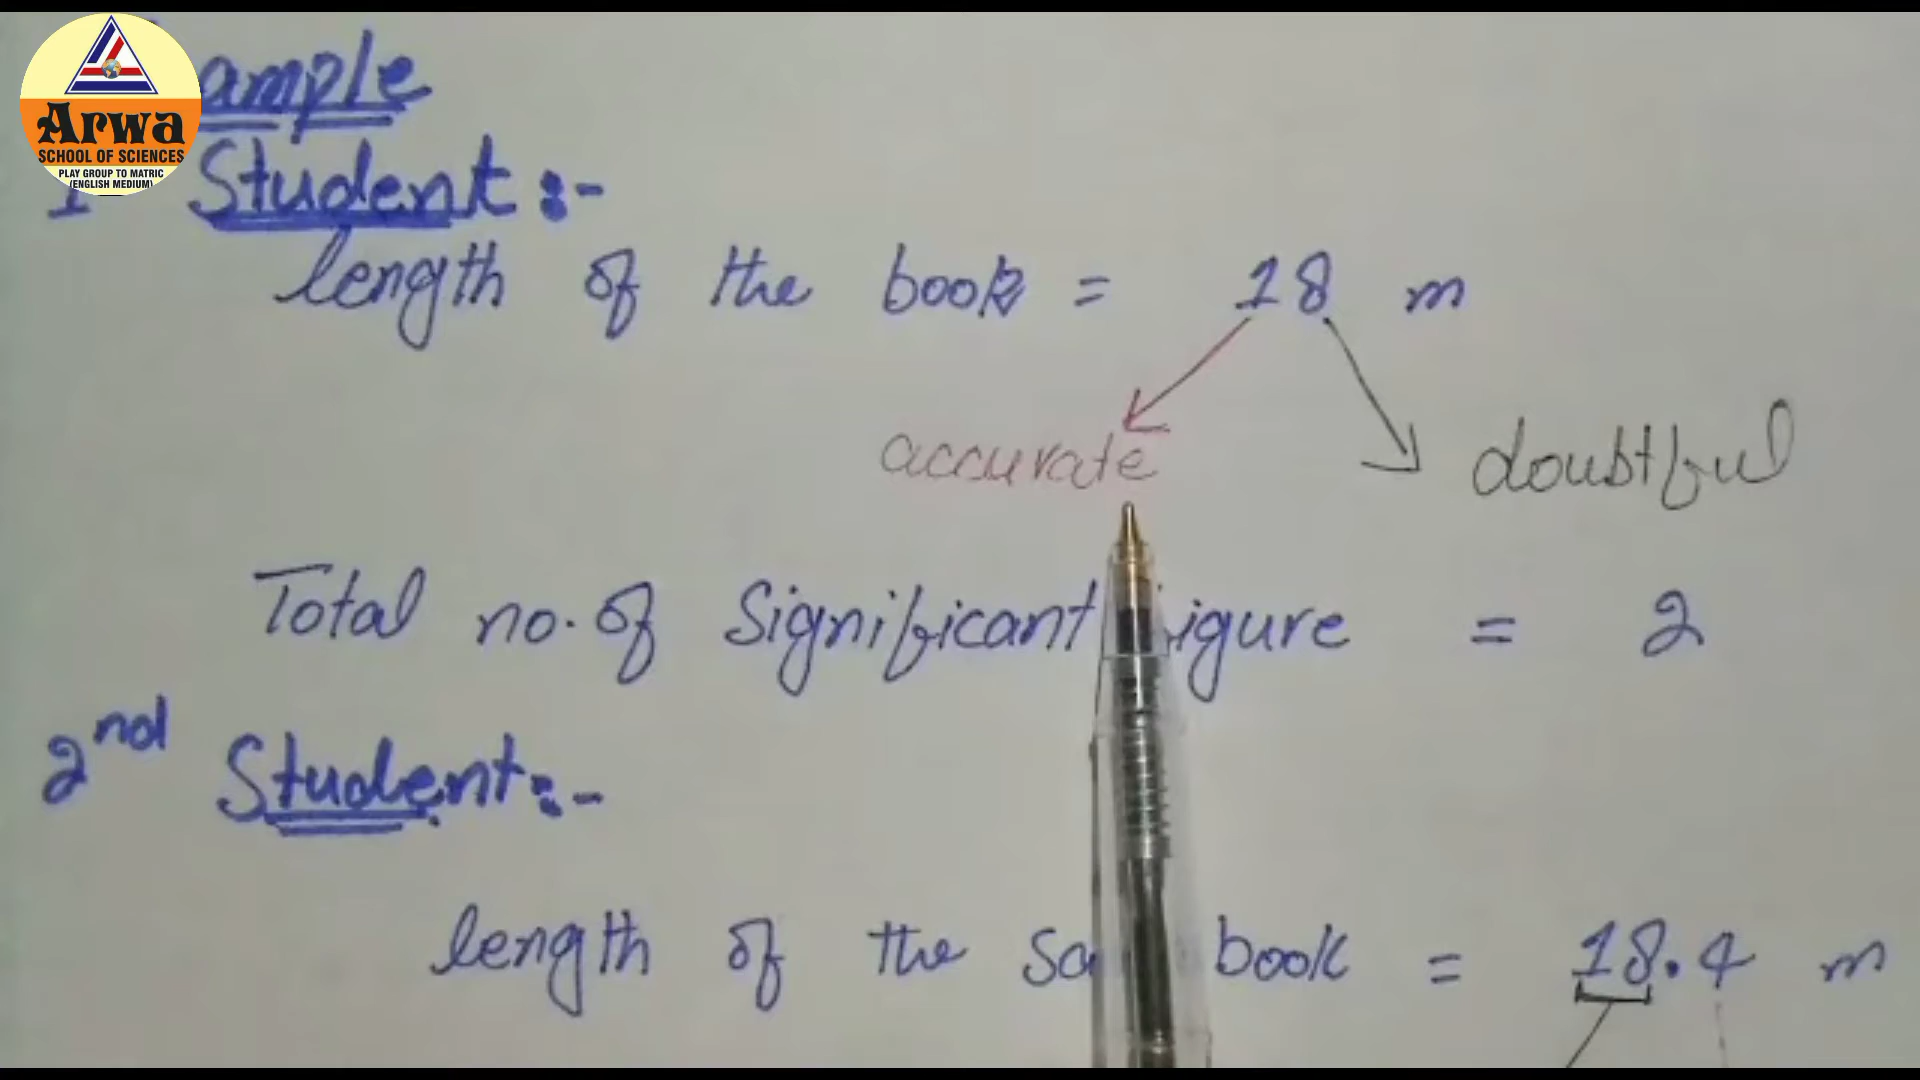 Arwa
SCHOOL OF SCIENCES
PLAY GROUP TO MATRIC
(ENGLISH MEDIUM)
ample
1 Student :-
length of the book = 18 m
accurate doubtful
Total no. of Significant igure = 2
2nd Student :-
length of the sa book = 18.4 m